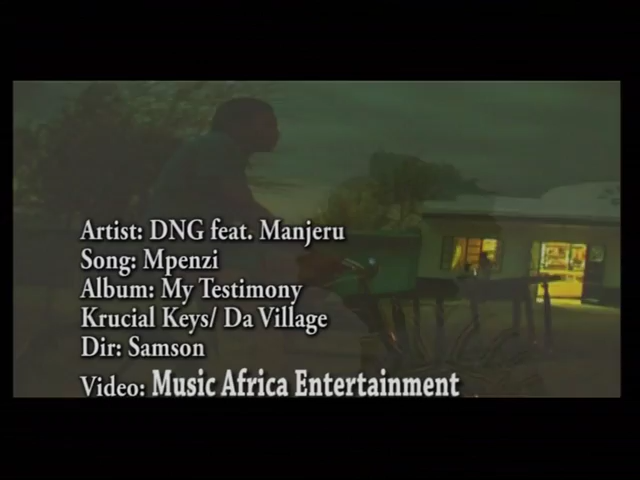 Artist: DNG feat. Manjeru
Song: Mpenzi
Album: My Testimony
Krucial Keys/ Da Village
Dir: Samson
Video: Music Africa Entertainment